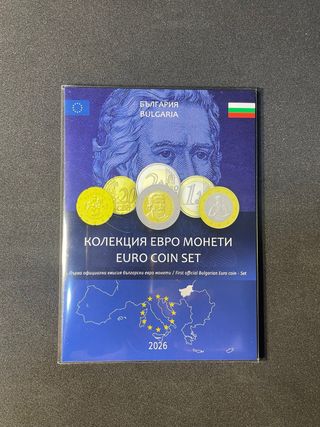 БЪЛГАРИЯ
BULGARIA
КОЛЕКЦИЯ ЕВРО МОНЕТИ
EURO COIN SET
Първа официална емисия български евро монети / First official Bulgarian Euro coin - Set
2026